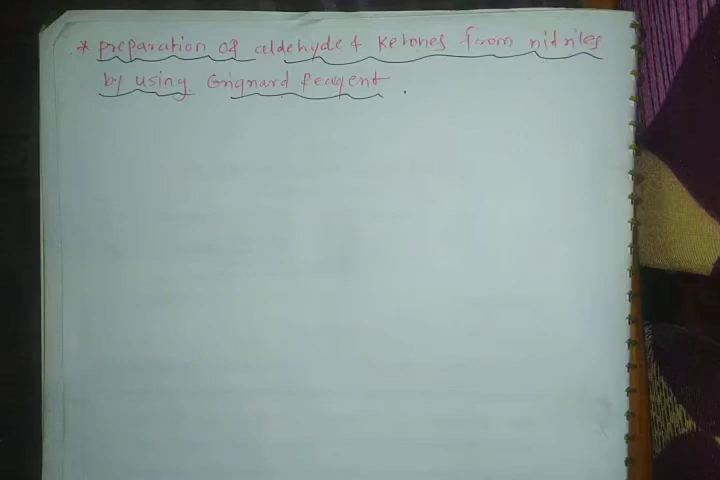 * Preparation of aldehyde & Ketones from nitriles
by using Grignard Reagent.